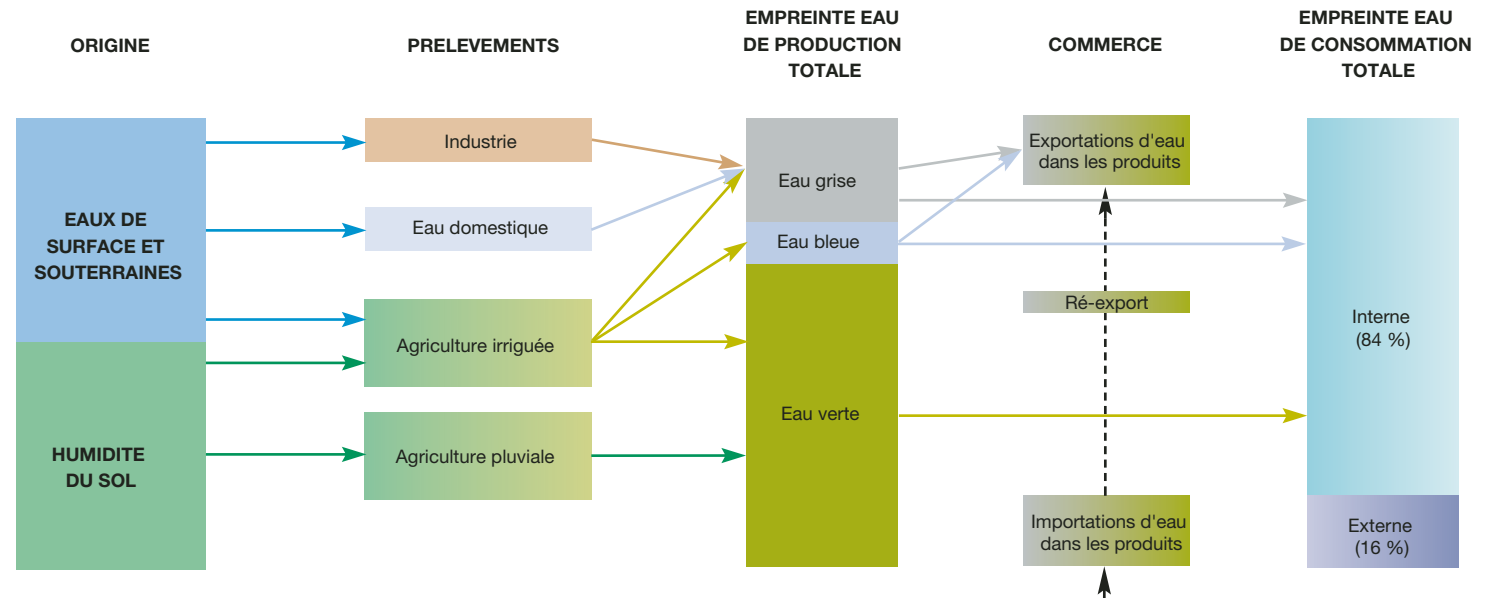 ORIGINE
PRELEVEMENTS
EMPREINTE EAU
DE PRODUCTION
TOTALE
COMMERCE
EMPREINTE EAU
DE CONSOMMATION
TOTALE
EAUX DE
SURFACE ET
SOUTERRAINES
HUMIDITE
DU SOL
Industrie
Eau domestique
Agriculture irriguée
Agriculture pluviale
Eau grise
Eau bleue
Eau verte
Exportations d'eau
dans les produits
Ré-export
Importations d'eau
dans les produits
Interne
(84 %)
Externe
(16 %)